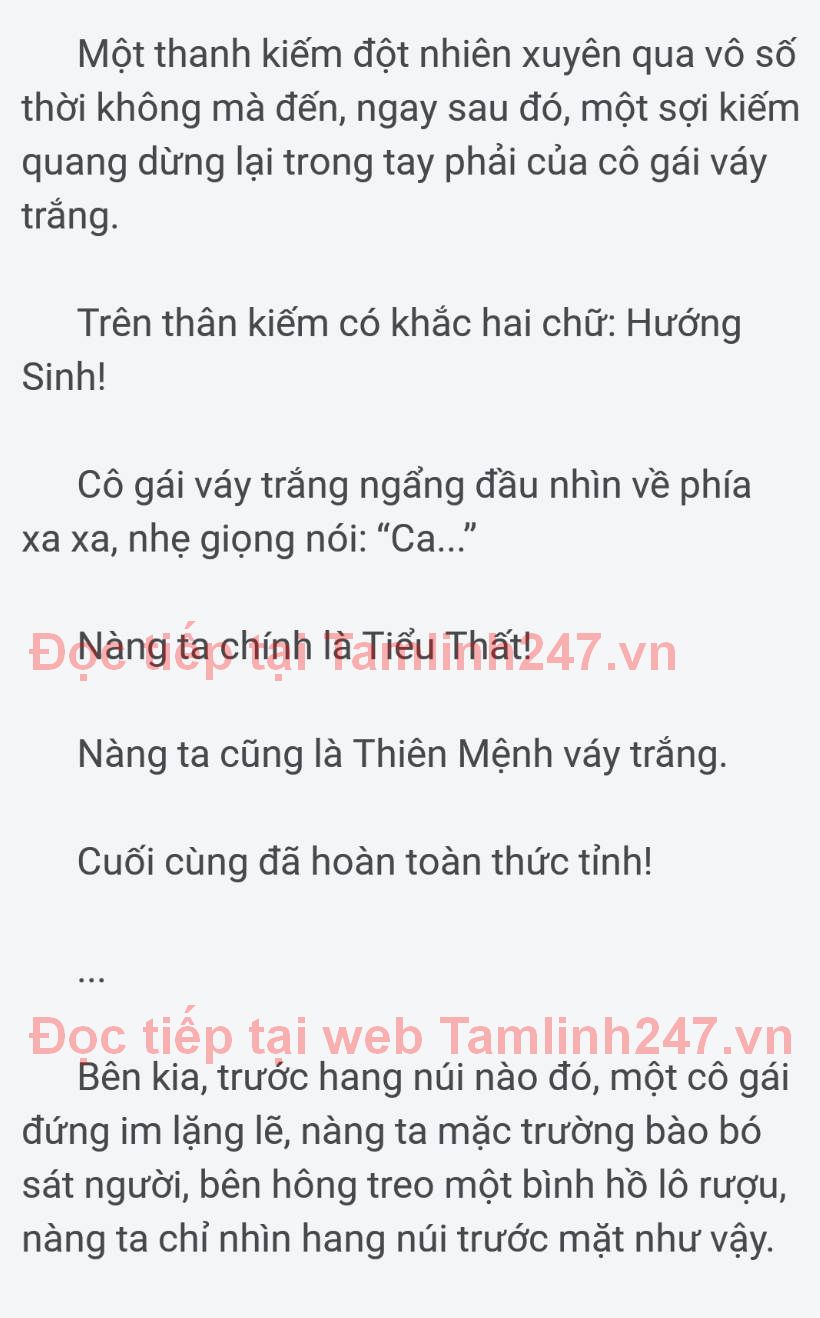 Một thanh kiếm đột nhiên xuyên qua vô số
thời không mà đến, ngay sau đó, một sợi kiếm
quang dừng lại trong tay phải của cô gái váy
trắng.
Trên thân kiếm có khắc hai chữ: Hướng
Sinh!
Cô gái váy trắng ngẩng đầu nhìn về phía
xa xa, nhẹ giọng nói: “Ca...”
Nàng ta chính là Tiểu Thất!
Đọc tiếp tại Tamlinh247.vn
Nàng ta cũng là Thiên Mệnh váy trắng.
Cuối cùng đã hoàn toàn thức tỉnh!
...
Đọc tiếp tại web Tamlinh247.vn
Bên kia, trước hang núi nào đó, một cô gái
đứng im lặng lẽ, nàng ta mặc trường bào bó
sát người, bên hông treo một bình hồ lô rượu,
nàng ta chỉ nhìn hang núi trước mặt như vậy.